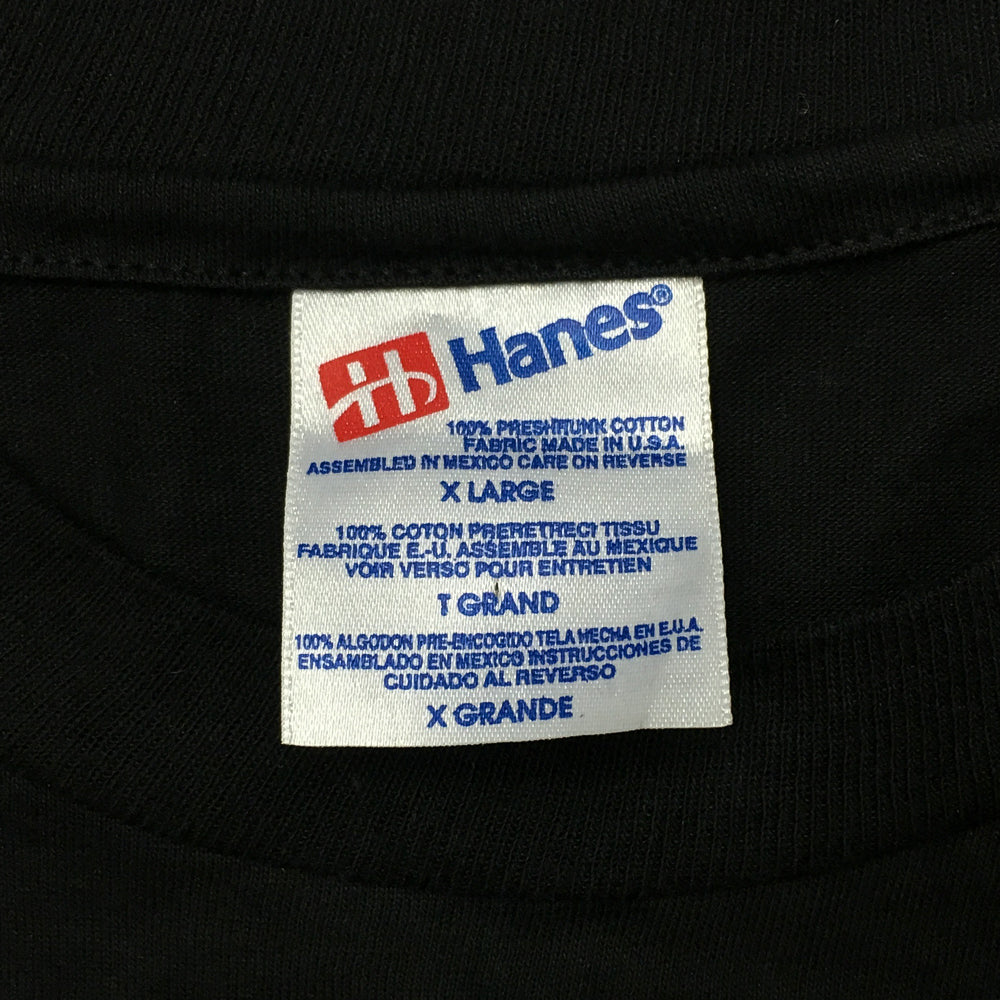 Hanes®
100% PRESHRUNK COTTON
FABRIC MADE IN U.S.A.
ASSEMBLED IN MEXICO CARE ON REVERSE
X LARGE
100% COTON PRERETRECI TISSU
FABRIQUE E.-U. ASSEMBLE AU MEXIQUE
VOIR VERSO POUR ENTRETIEN
T GRAND
100% ALGODON PRE-ENCOGIDO TELA HECHA EN E.U.A.
ENSAMBLADO EN MEXICO INSTRUCCIONES DE
CUIDADO AL REVERSO
X GRANDE